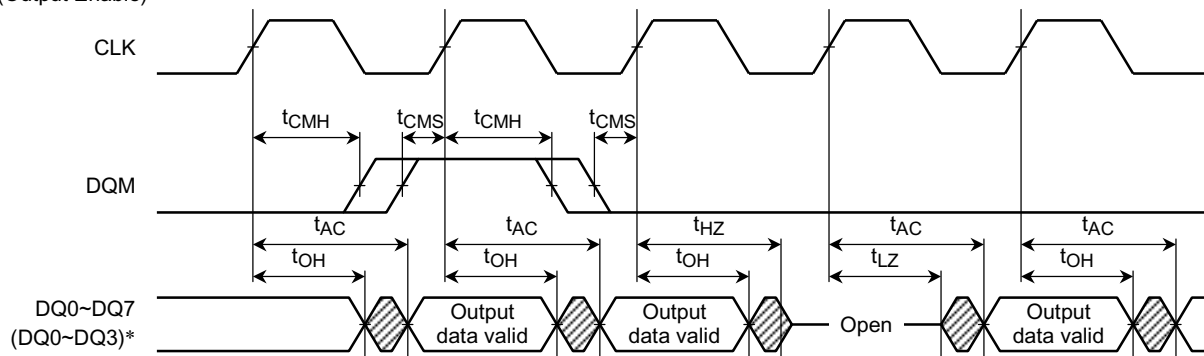 (Output Enable)
CLK
tCMH tCMS tCMH tCMS
DQM
tAC tAC tHZ tAC tAC
tOH tOH tOH tLZ tOH
DQ0~DQ7
(DQ0~DQ3)*
Output
data valid
Output
data valid
Open
Output
data valid